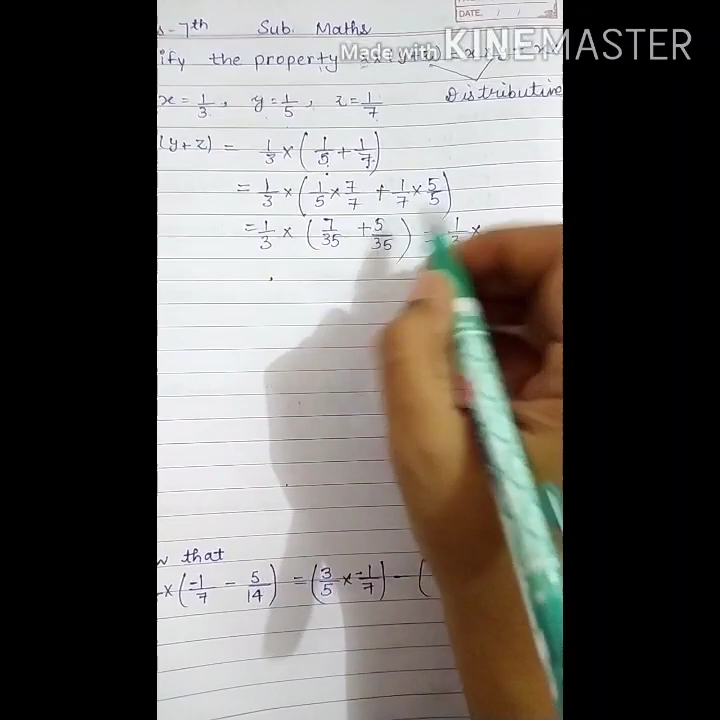 DATE / /
s-7th Sub. Maths
Made with KINEMASTER
ify the property
x = 1/3, y = 1/5, z = 1/7 Distributive
(y+z) = 1/3 × (1/5 + 1/7)
= 1/3 × (1/5 × 7/7 + 1/7 × 5/5)
= 1/3 × (7/35 + 5/35) = 1/3 ×
w that
× (-1/7 - 5/14) = (3/5 × -1/7) - (